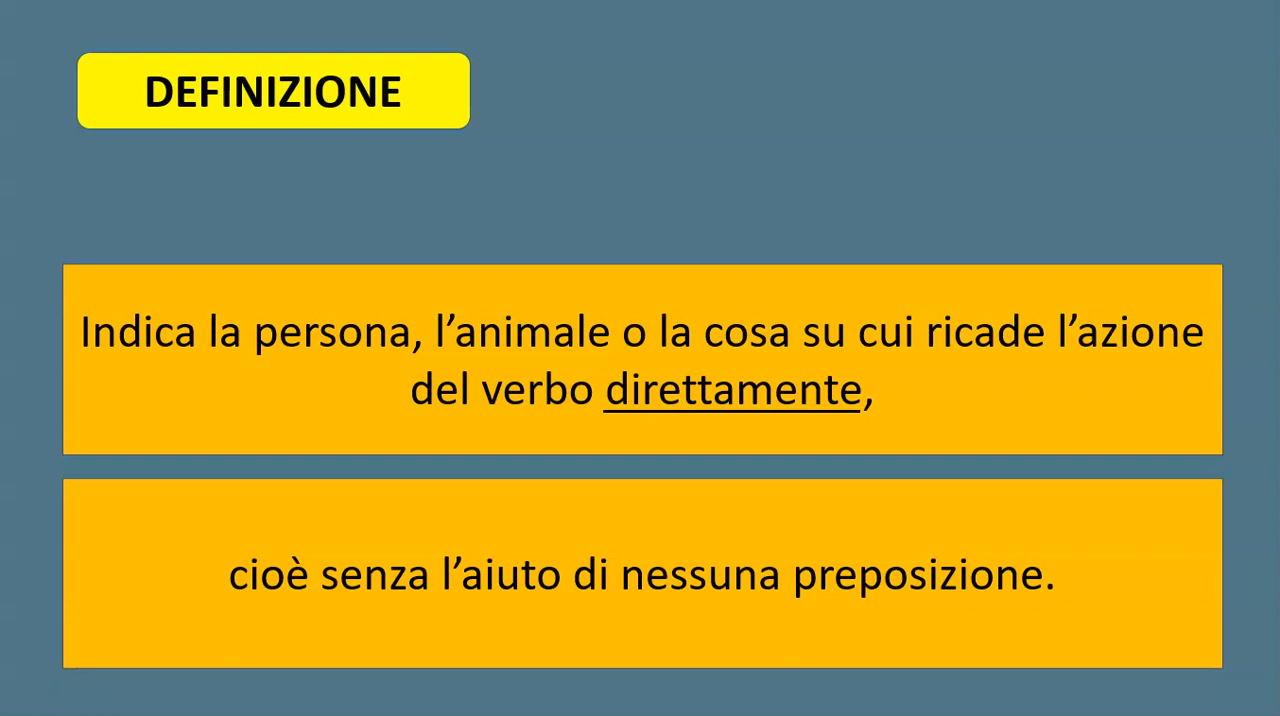 DEFINIZIONE
Indica la persona, l’animale o la cosa su cui ricade l’azione
del verbo direttamente,
cioè senza l’aiuto di nessuna preposizione.